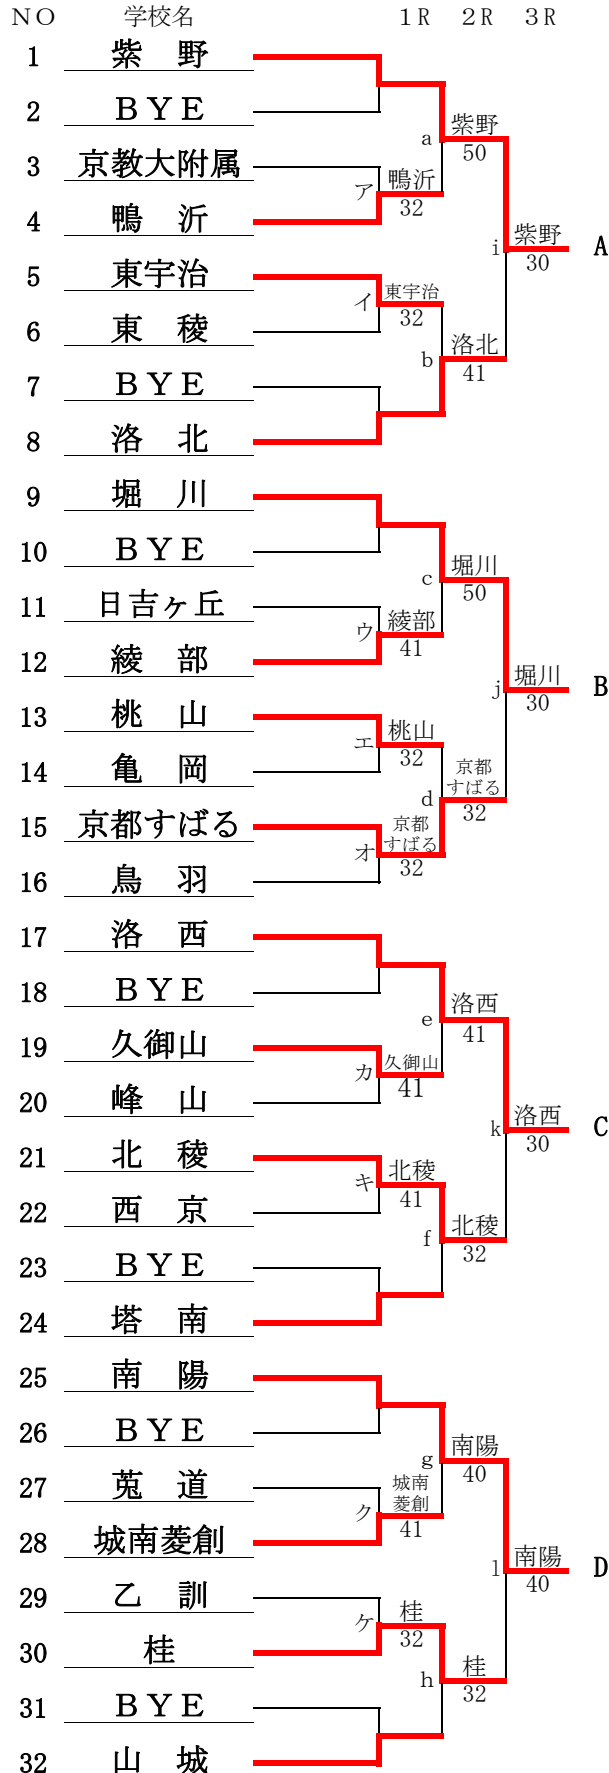 ＮＯ 学校名 １R ２R ３R
1 紫 野
2 ＢＹＥ
a 紫野
50
3 京教大附属
ア 鴨沂
32
4 鴨 沂
i 紫野 A
30
5 東宇治
イ 東宇治
32
6 東 稜
b 洛北
41
7 ＢＹＥ
8 洛 北
9 堀 川
10 ＢＹＥ
c 堀川
50
11 日吉ヶ丘
ウ 綾部
41
12 綾 部
j 堀川 B
30
13 桃 山
エ 桃山
32
14 亀 岡
d 京都
すばる
32
15 京都すばる
オ 京都
すばる
32
16 鳥 羽
17 洛 西
18 ＢＹＥ
e 洛西
41
19 久御山
カ 久御山
41
20 峰 山
k 洛西 C
30
21 北 稜
キ 北稜
41
22 西 京
f 北稜
32
23 ＢＹＥ
24 塔 南
25 南 陽
26 ＢＹＥ
g 南陽
40
27 莵 道
ク 城南
菱創
41
28 城南菱創
l 南陽 D
40
29 乙 訓
ケ 桂
32
30 桂
h 桂
32
31 ＢＹＥ
32 山 城